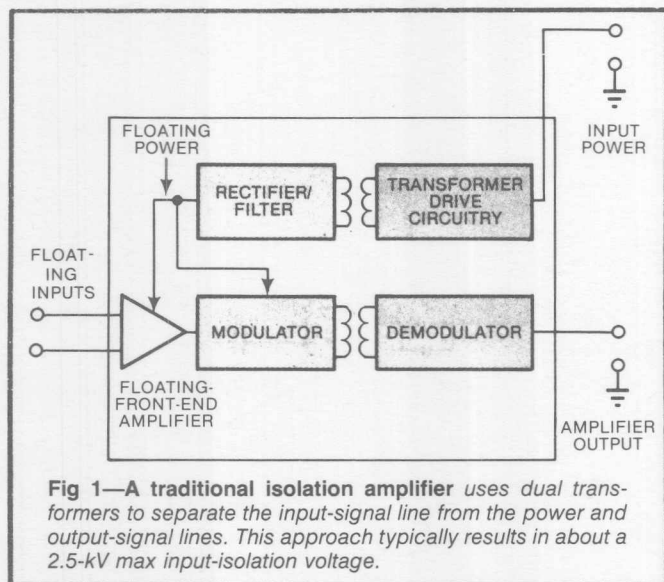 FLOATING
POWER
RECTIFIER/
FILTER
TRANSFORMER
DRIVE
CIRCUITRY
INPUT
POWER
FLOAT-
ING
INPUTS
MODULATOR
DEMODULATOR
FLOATING-
FRONT-END
AMPLIFIER
AMPLIFIER
OUTPUT
Fig 1—A traditional isolation amplifier uses dual trans-
formers to separate the input-signal line from the power and
output-signal lines. This approach typically results in about a
2.5-kV max input-isolation voltage.